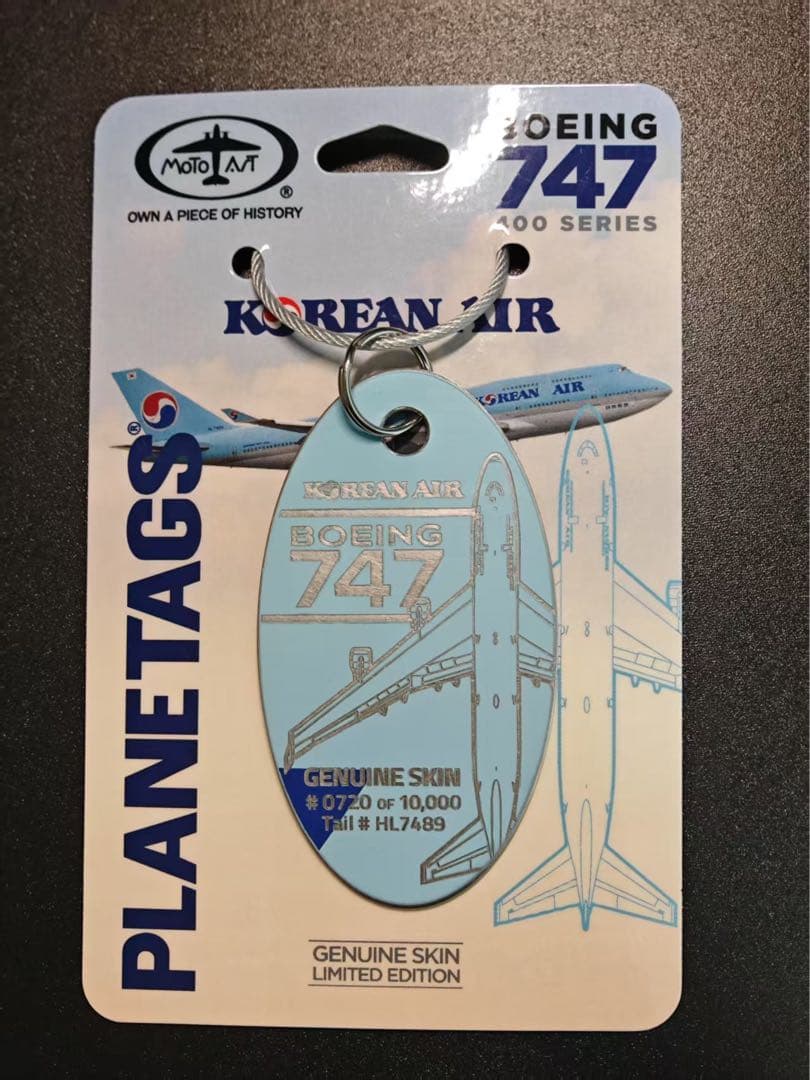 MOTO ART
®
OWN A PIECE OF HISTORY
BOEING
747
400 SERIES
KOREAN AIR
KOREAN AIR
PLANETAGS®
KOREAN AIR
BOEING
747
GENUINE SKIN
# 0720 OF 10,000
Tail # HL7489
GENUINE SKIN
LIMITED EDITION